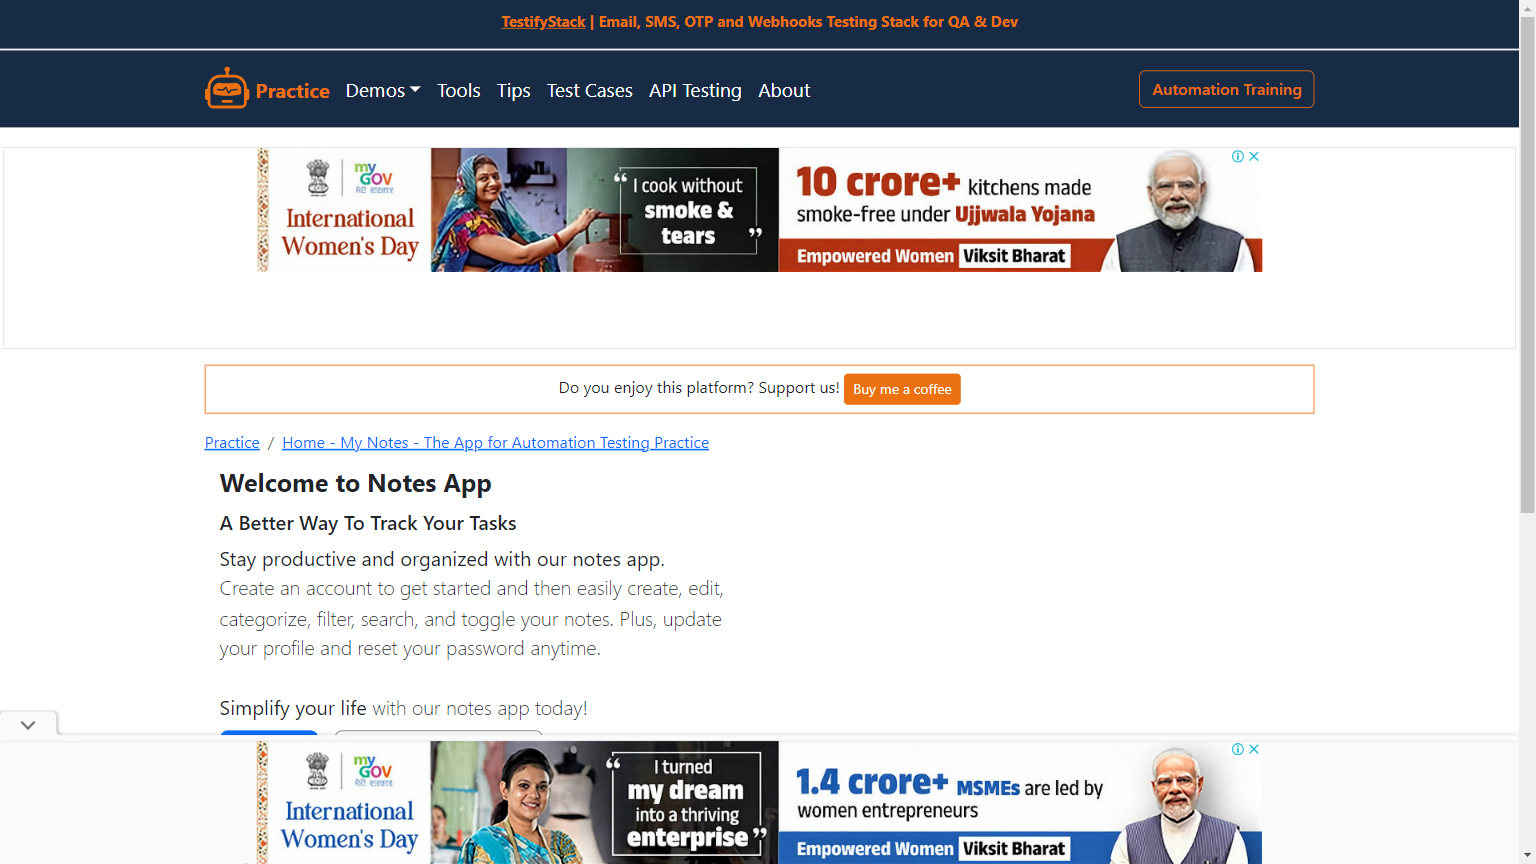 TestifyStack | Email, SMS, OTP and Webhooks Testing Stack for QA & Dev
Practice Demos Tools Tips Test Cases API Testing About Automation Training
my
GOV
International
Women's Day
“ I cook without
smoke &
tears ”
10 crore+ kitchens made
smoke-free under Ujjwala Yojana
Empowered Women Viksit Bharat
Do you enjoy this platform? Support us! Buy me a coffee
Practice / Home - My Notes - The App for Automation Testing Practice
Welcome to Notes App
A Better Way To Track Your Tasks
Stay productive and organized with our notes app.
Create an account to get started and then easily create, edit,
categorize, filter, search, and toggle your notes. Plus, update
your profile and reset your password anytime.
Simplify your life with our notes app today!
my
GOV
International
Women's Day
“ I turned
my dream
into a thriving
enterprise ”
1.4 crore+ MSMEs are led by
women entrepreneurs
Empowered Women Viksit Bharat